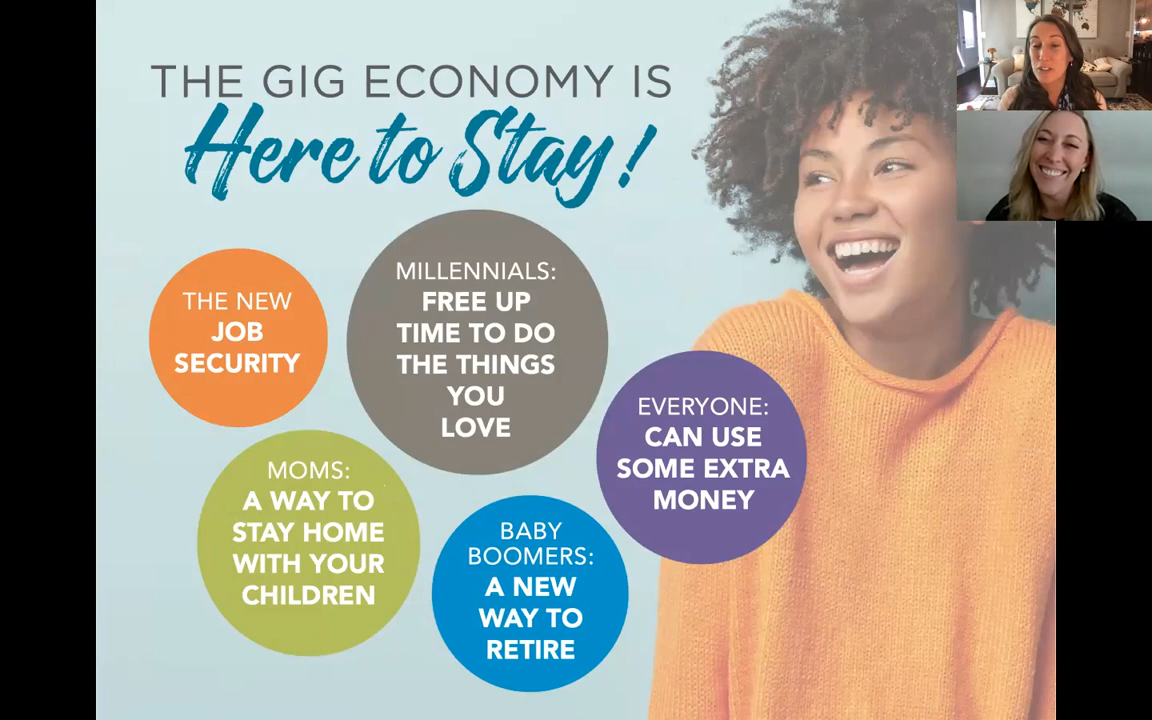 THE GIG ECONOMY IS
Here to Stay!
THE NEW
JOB
SECURITY
MILLENNIALS:
FREE UP
TIME TO DO
THE THINGS
YOU
LOVE
EVERYONE:
CAN USE
SOME EXTRA
MONEY
MOMS:
A WAY TO
STAY HOME
WITH YOUR
CHILDREN
BABY
BOOMERS:
A NEW
WAY TO
RETIRE